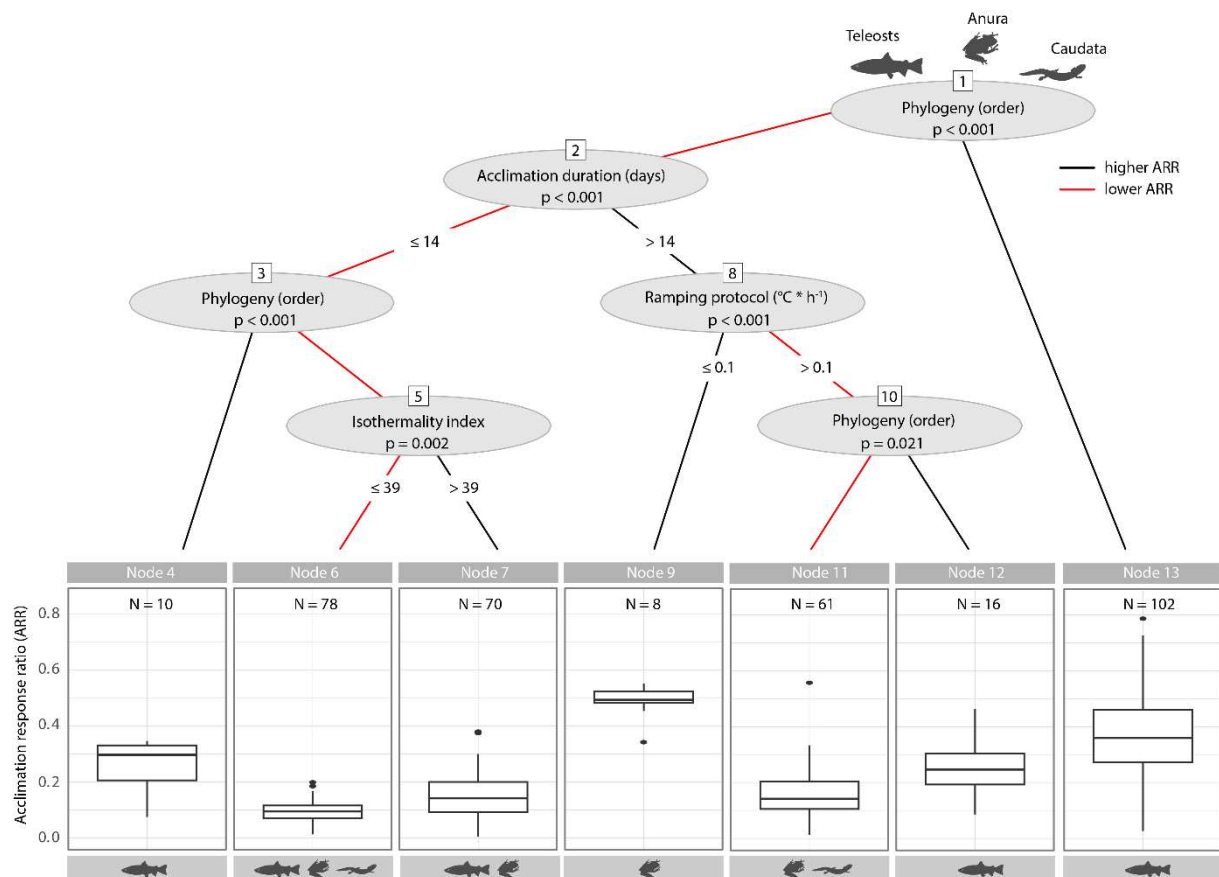 Anura
Teleosts
Caudata
1
Phylogeny (order)
p < 0.001
2
Acclimation duration (days)
p < 0.001
higher ARR
lower ARR
≤ 14
> 14
3
Phylogeny (order)
p < 0.001
8
Ramping protocol (°C * h⁻¹)
p < 0.001
≤ 0.1
> 0.1
5
Isothermality index
p = 0.002
10
Phylogeny (order)
p = 0.021
≤ 39
> 39
Node 4
Node 6
Node 7
Node 9
Node 11
Node 12
Node 13
N = 10
N = 78
N = 70
N = 8
N = 61
N = 16
N = 102
Acclimation response ratio (ARR)
0.8
0.6
0.4
0.2
0.0